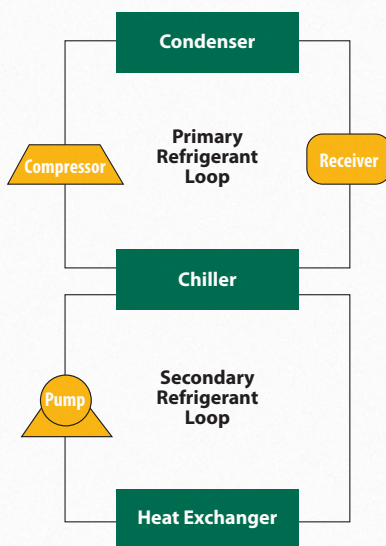 Condenser
Compressor
Primary
Refrigerant
Loop
Receiver
Chiller
Pump
Secondary
Refrigerant
Loop
Heat Exchanger